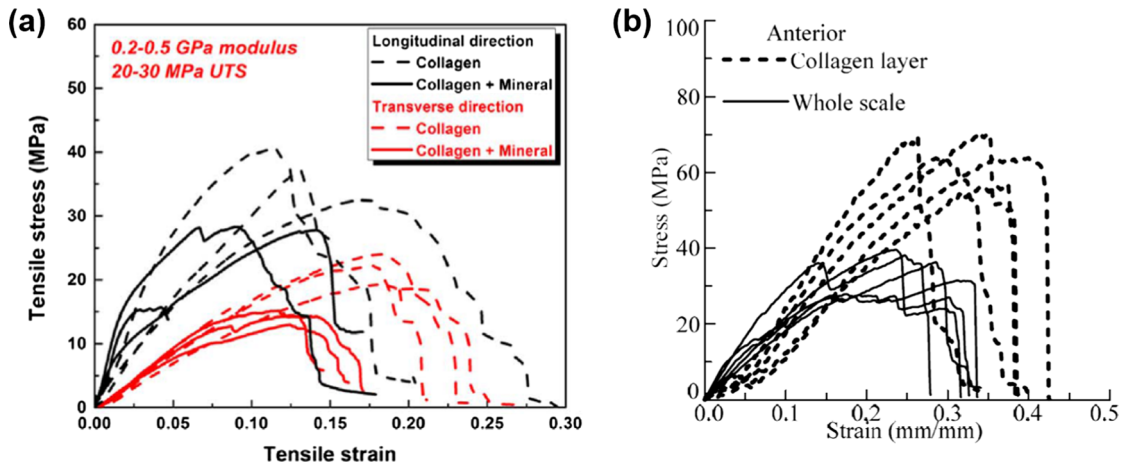 (a)
60
50
40
30
20
10
0
Tensile stress (MPa)
0.2-0.5 GPa modulus
20-30 MPa UTS
Longitudinal direction
Collagen
Collagen + Mineral
Transverse direction
Collagen
Collagen + Mineral
0.00 0.05 0.10 0.15 0.20 0.25 0.30
Tensile strain
(b)
100
80
60
40
20
0
Stress (MPa)
Anterior
Collagen layer
Whole scale
0.0 0.1 0.2 0.3 0.4 0.5
Strain (mm/mm)